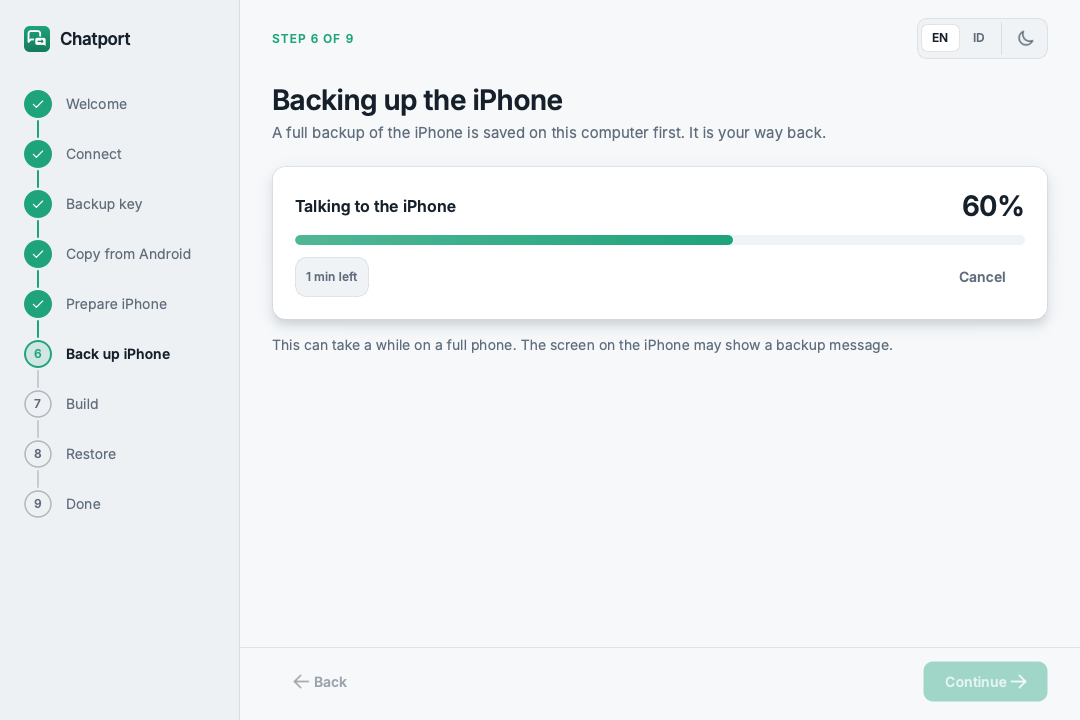 Chatport
Welcome
Connect
Backup key
Copy from Android
Prepare iPhone
6 Back up iPhone
7 Build
8 Restore
9 Done
STEP 6 OF 9
EN ID
Backing up the iPhone
A full backup of the iPhone is saved on this computer first. It is your way back.
Talking to the iPhone 60%
1 min left Cancel
This can take a while on a full phone. The screen on the iPhone may show a backup message.
Back Continue